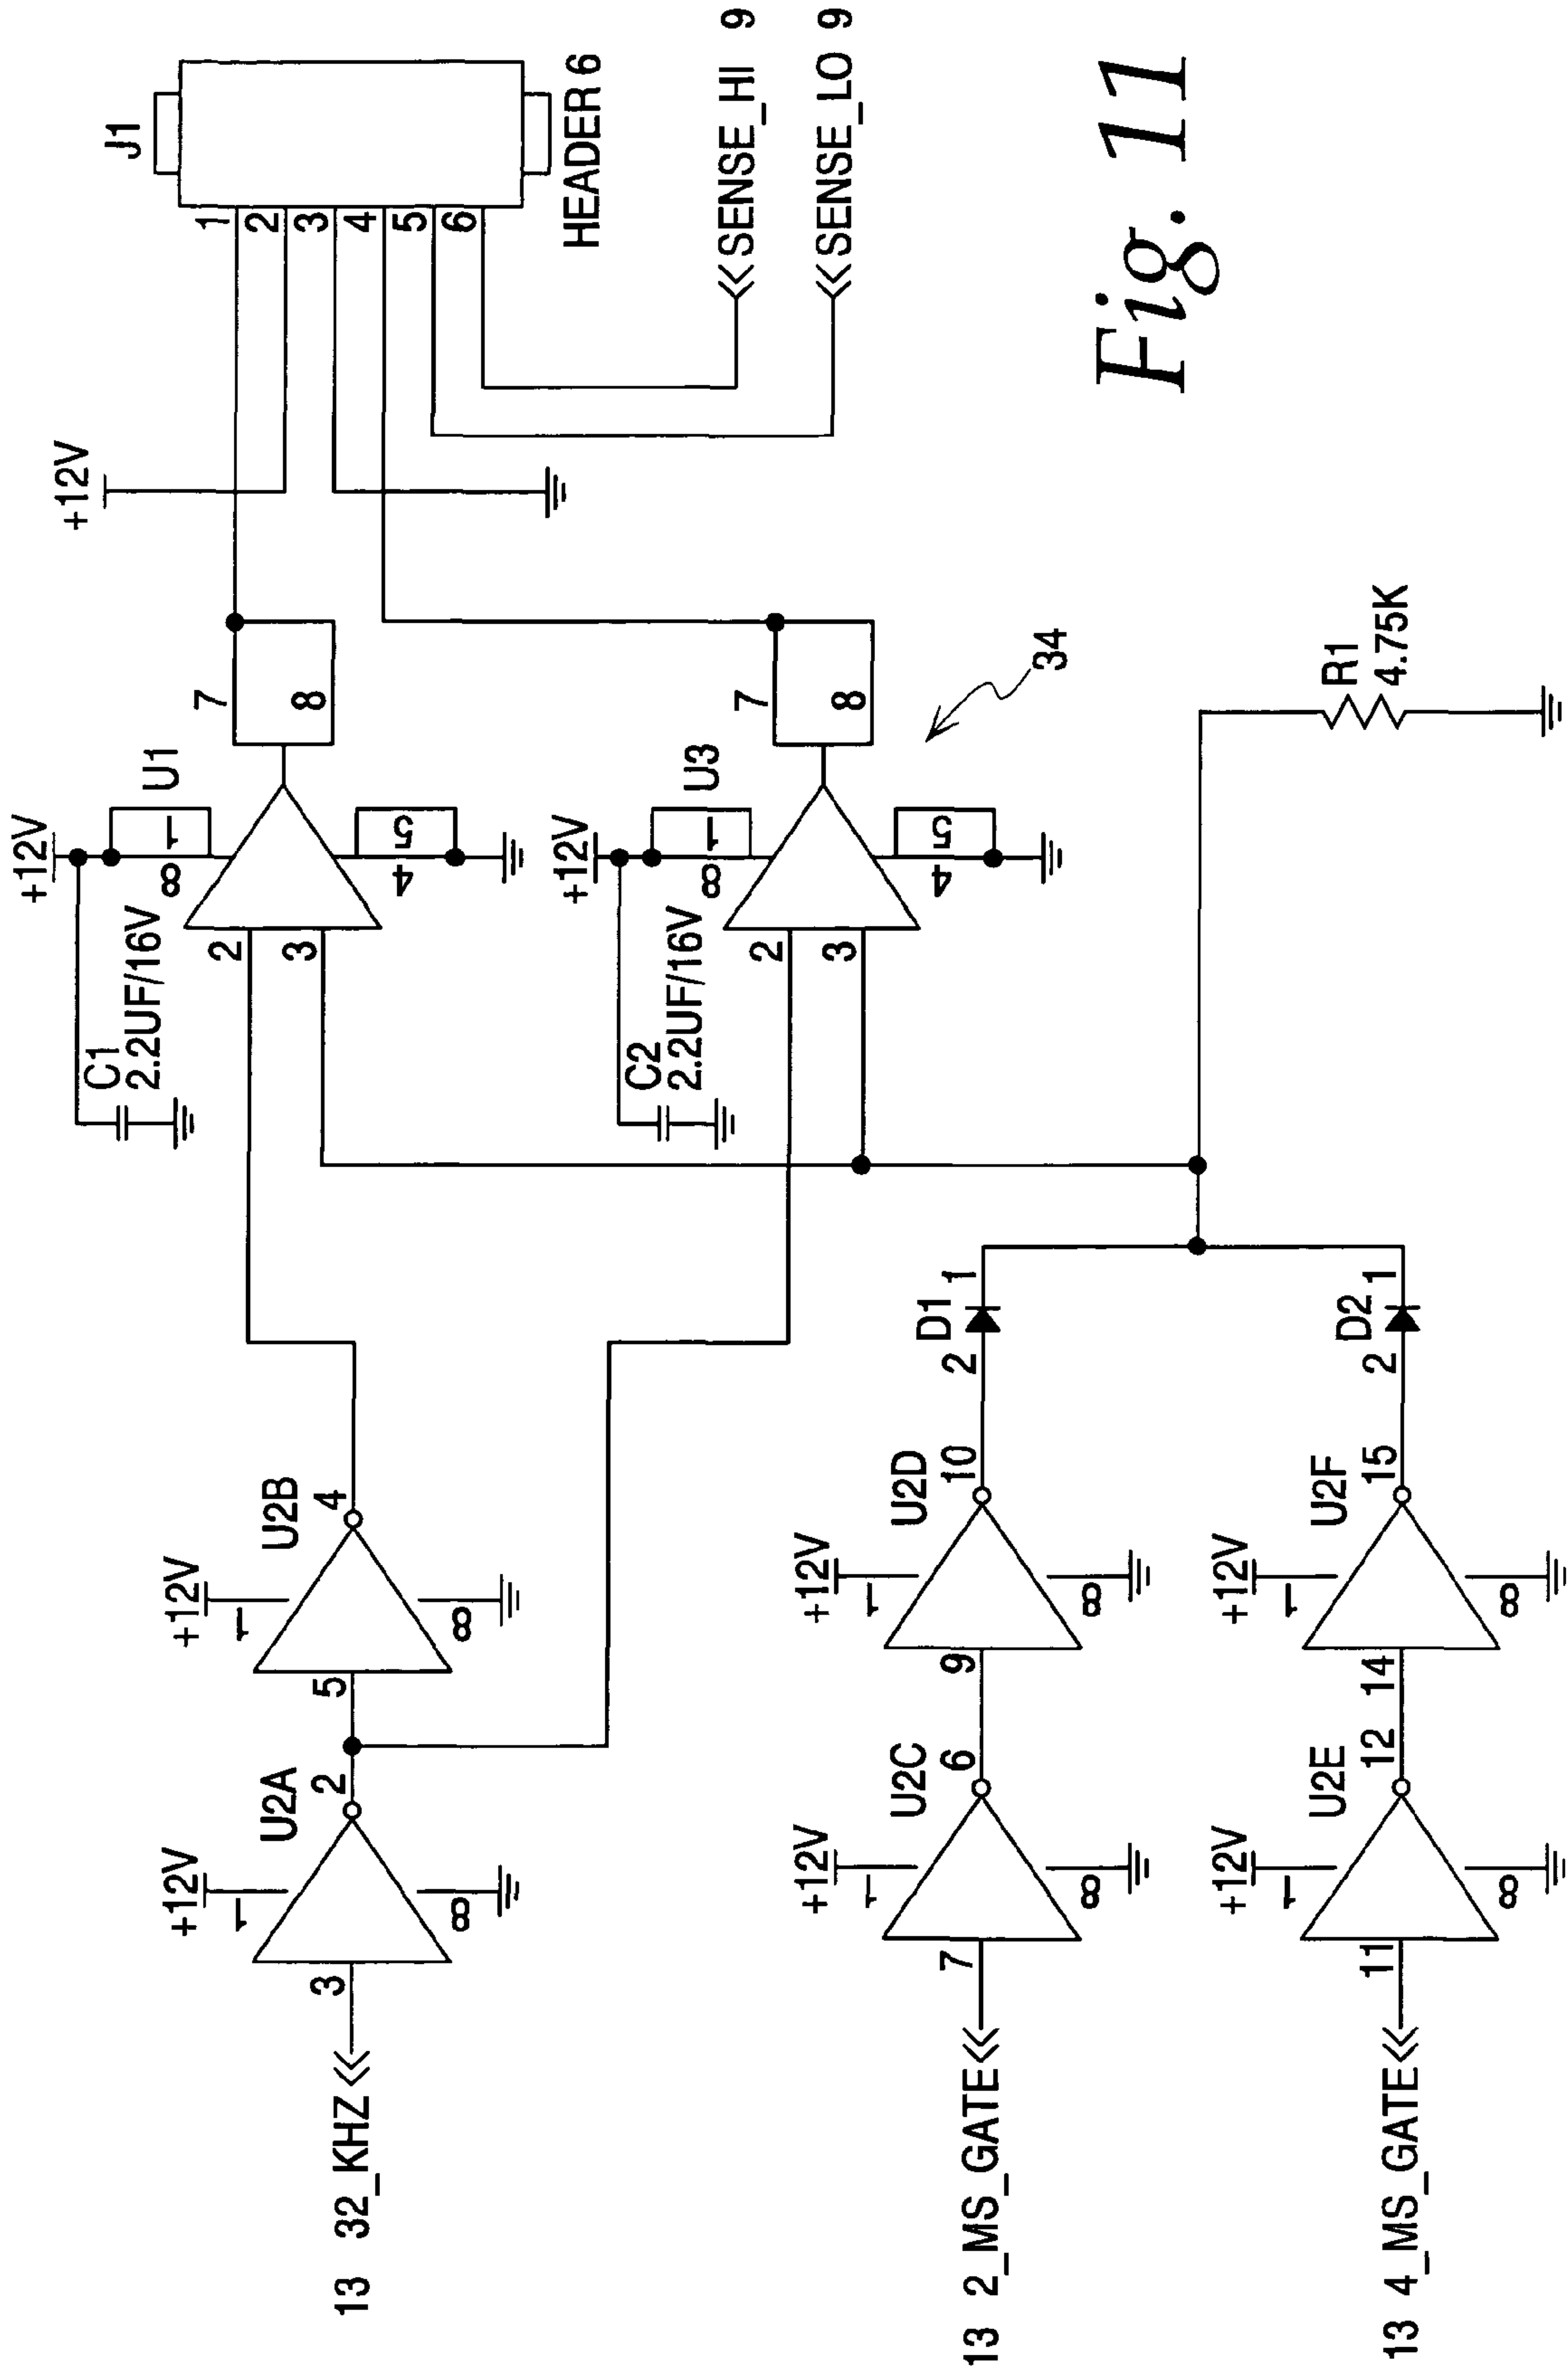 +12V
J1
+12V
C1
2.2UF/16V
8
1
U1
4
5
2
3
7
8
1
2
3
4
5
6
HEADER 6
SENSE_HI 9
SENSE_LO 9
+12V
C2
2.2UF/16V
8
1
U3
4
5
2
3
7
8
34
13 32_KHZ
3
+12V
1
8
U2A
2
5
+12V
1
8
U2B
4
13 2_MS_GATE
7
+12V
1
8
U2C
6
9
+12V
1
8
U2D
10
2
D1
1
13 4_MS_GATE
11
+12V
1
8
U2E
12
14
+12V
1
8
U2F
15
2
D2
1
R1
4.75K
Fig. 11